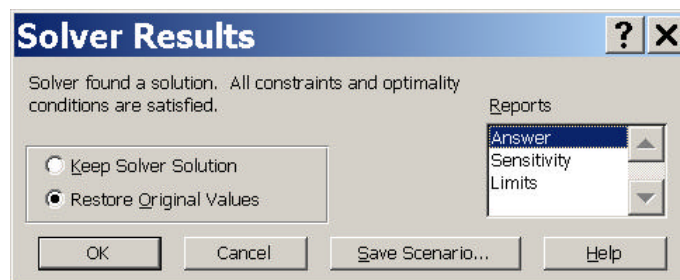 Solver Results ? X
Solver found a solution. All constraints and optimality
conditions are satisfied.
Reports
Answer
Sensitivity
Limits
Keep Solver Solution
Restore Original Values
OK Cancel Save Scenario... Help